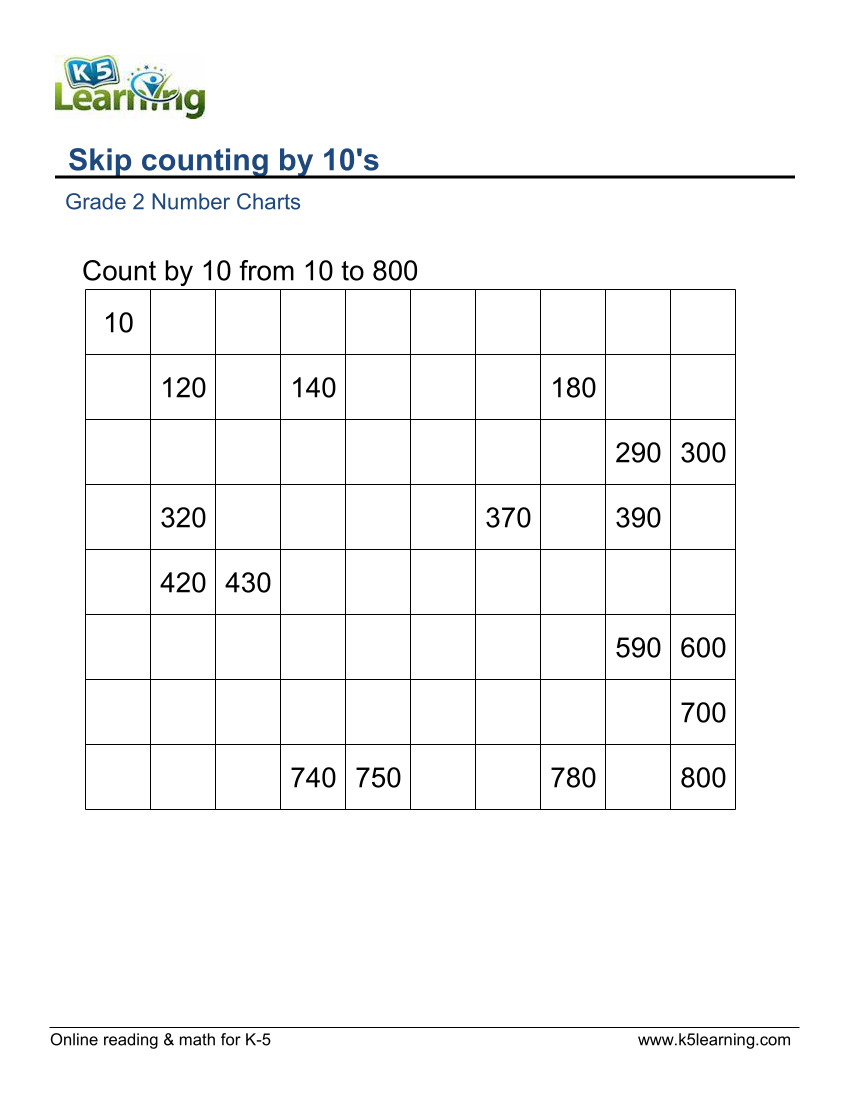 K5
Learning
Skip counting by 10's
Grade 2 Number Charts
Count by 10 from 10 to 800
10
120 140 180
290 300
320 370 390
420 430
590 600
700
740 750 780 800
Online reading & math for K-5 www.k5learning.com